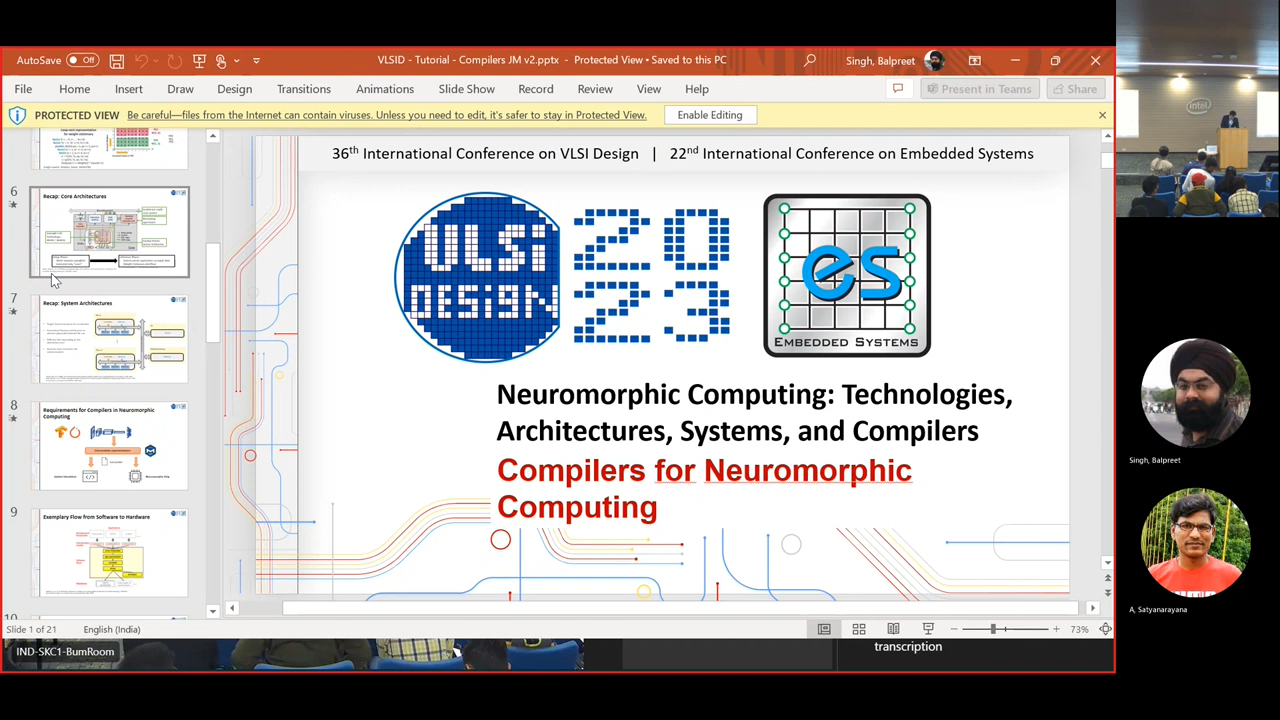 AutoSave Off
VLSID - Tutorial - Compilers JM v2.pptx - Protected View • Saved to this PC
Singh, Balpreet
File Home Insert Draw Design Transitions Animations Slide Show Record Review View Help
Present in Teams Share
PROTECTED VIEW Be careful—files from the Internet can contain viruses. Unless you need to edit, it's safer to stay in Protected View. Enable Editing
6
Recap: Core Architectures
7
Recap: System Architectures
8
Requirements for Compilers in Neuromorphic
Computing
9
Exemplary Flow from Software to Hardware
10
36th International Conference on VLSI Design | 22nd International Conference on Embedded Systems
VLSI
DESIGN
20
23
es
EMBEDDED SYSTEMS
Neuromorphic Computing: Technologies,
Architectures, Systems, and Compilers
Compilers for Neuromorphic
Computing
Slide 1 of 21 English (India) 73%
IND-SKC1-BumRoom
transcription
intel
Singh, Balpreet
A, Satyanarayana